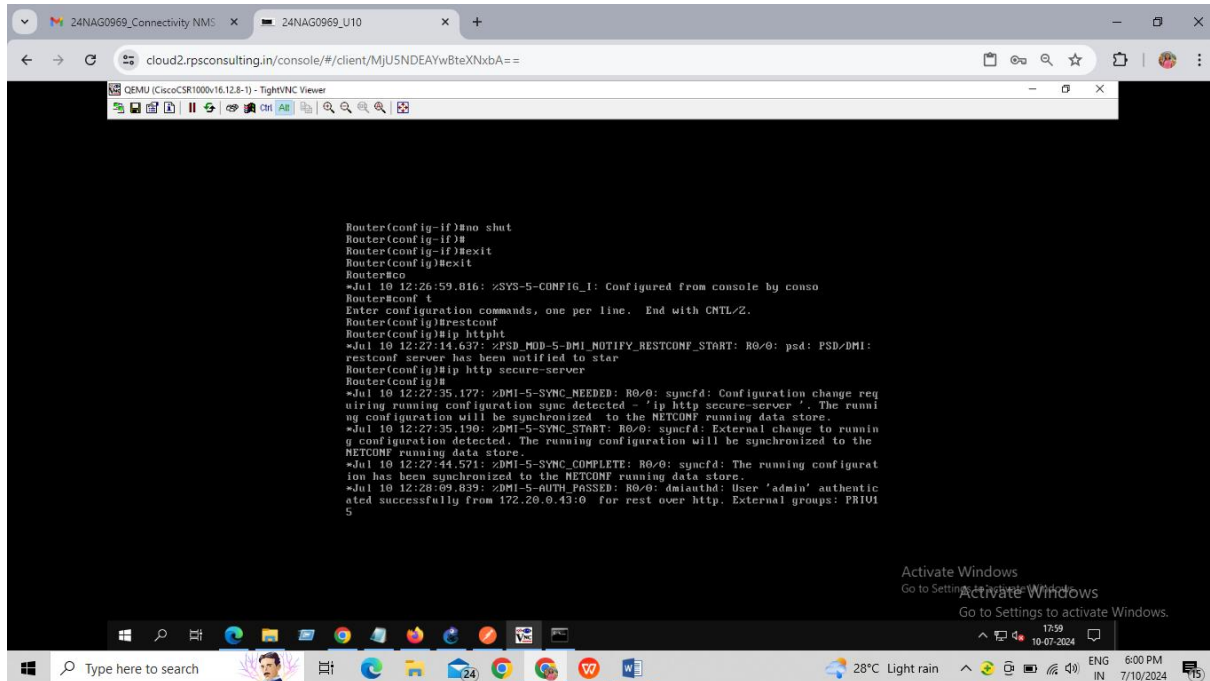 24NAG0969_Connectivity NMS
24NAG0969_U10
cloud2.rpsconsulting.in/console/#/client/MjU5NDEAYwBteXNxbA==
QEMU (CiscoCSR1000v16.12.8-1) - TightVNC Viewer
Ctrl Alt
Router(config-if)#no shut
Router(config-if)#
Router(config-if)#exit
Router(config)#exit
Router#co
*Jul 10 12:26:59.816: %SYS-5-CONFIG_I: Configured from console by conso
Router#conf t
Enter configuration commands, one per line.  End with CNTL/Z.
Router(config)#restconf
Router(config)#ip httpht
*Jul 10 12:27:14.637: %PSD_MOD-5-DMI_NOTIFY_RESTCONF_START: R0/0: psd: PSD/DMI:
restconf server has been notified to star
Router(config)#ip http secure-server
Router(config)#
*Jul 10 12:27:35.177: %DMI-5-SYNC_NEEDED: R0/0: syncfd: Configuration change req
uiring running configuration sync detected - 'ip http secure-server '. The runni
ng configuration will be synchronized  to the NETCONF running data store.
*Jul 10 12:27:35.190: %DMI-5-SYNC_START: R0/0: syncfd: External change to runnin
g configuration detected. The running configuration will be synchronized to the
NETCONF running data store.
*Jul 10 12:27:44.571: %DMI-5-SYNC_COMPLETE: R0/0: syncfd: The running configurat
ion has been synchronized to the NETCONF running data store.
*Jul 10 12:28:09.839: %DMI-5-AUTH_PASSED: R0/0: dmiauthd: User 'admin' authentic
ated successfully from 172.20.0.43:0  for rest over http. External groups: PRIV1
5
Activate Windows
Go to Settings to activate Windows.
Activate Windows
Go to Settings to activate Windows.
17:59
10-07-2024
Type here to search
24
28°C Light rain
ENG
IN
6:00 PM
7/10/2024
15